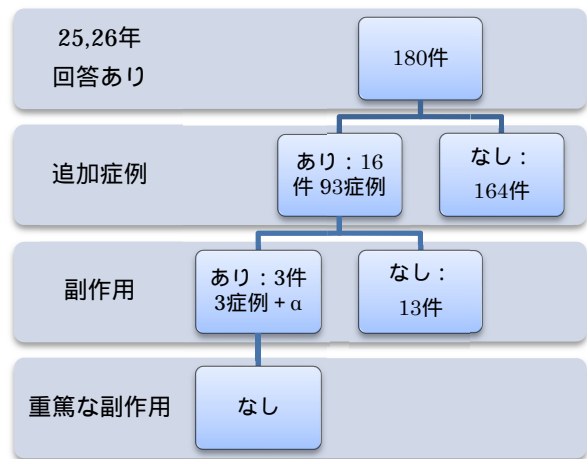 25,26年
回答あり
180件
追加症例
あり：16
件 93症例
なし：
164件
副作用
あり：3件
3症例+α
なし：
13件
重篤な副作用
なし